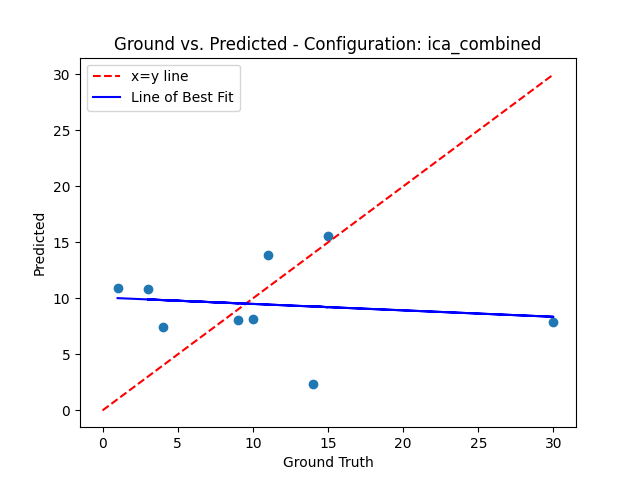 Ground vs. Predicted - Configuration: ica_combined
x=y line
Line of Best Fit
30
25
20
15
10
5
0
Predicted
0 5 10 15 20 25 30
Ground Truth